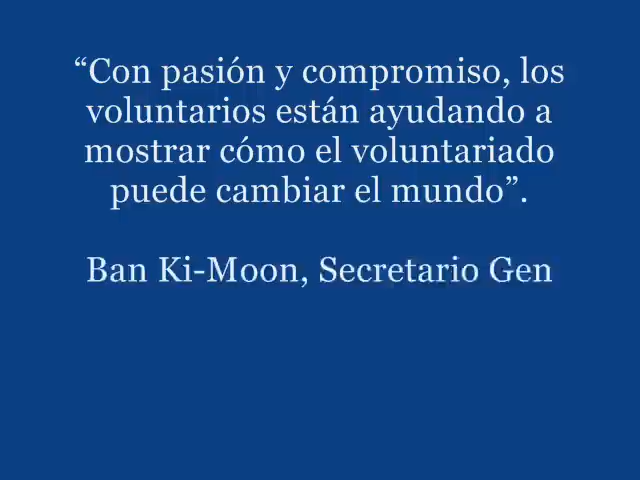 “Con pasión y compromiso, los
voluntarios están ayudando a
mostrar cómo el voluntariado
puede cambiar el mundo”.
Ban Ki-Moon, Secretario Gen